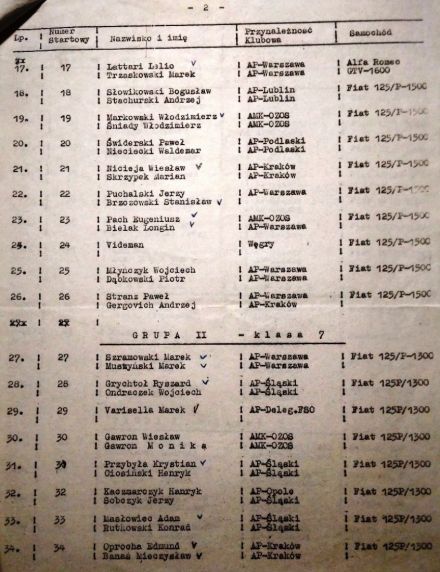 - 2 -
Lp. Numer Startowy Nazwisko i imię Przynależność Klubowa Samochód
17. 17 Lettari Lelio AP-Warszawa Alfa Romeo
Trzaskowski Marek AP-Warszawa GTV-1600
18. 18 Słowikowski Bogusław AP-Lublin Fiat 125/P-1500
Stachurski Andrzej AP-Lublin
19. 19 Markowski Włodzimierz AMK-OZOS Fiat 125/P-1500
Śniady Włodzimierz AMK-OZOS
20. 20 Świderski Paweł AP-Podlaski Fiat 125/P-1500
Nieciecki Waldemar AP-Podlaski
21. 21 Nicieja Wiesław AP-Kraków Fiat 125/P-1500
Skrzypek Marian AP-Kraków
22. 22 Puchalski Jerzy AP-Warszawa Fiat 125/P-1500
Brzozowski Stanisław
23. 23 Pach Eugeniusz AMK-OZOS Fiat 125/P-1500
Bielak Longin AP-Warszawa
24. 24 Videman Węgry Fiat 125/P-1500
25. 25 Młyńczyk Wojciech AP-Warszawa Fiat 125/P-1500
Dąbkowski Piotr AP-Warszawa
26. 26 Stranz Paweł AP-Warszawa Fiat 125/P-1500
Gergovich Andrzej AP-Kraków
GRUPA II - klasa 7
27. 27 Szramowski Marek AP-Warszawa Fiat 125/P-1300
Muszyński Marek AP-Warszawa
28. 28 Grychtoł Ryszard AP-Śląski Fiat 125P/1300
Ondraczek Wojciech AP-Śląski
29. 29 Varisella Marek AP-Deleg.FSO Fiat 125P/1300
30. 30 Gawron Wiesław AMK-OZOS Fiat 125P/1300
Gawron Monika AMK-OZOS
31. Przybyła Krystian AP-Śląski Fiat 125P/1300
Ciosiński Henryk AP-Śląski
32. 32 Kaczmarczyk Henryk AP-Opole Fiat 125P/1300
Sobczyk Jerzy AP-Śląski
33. 33 Masłowiec Adam AP-Śląski Fiat 125P/1300
Rutkowski Konrad AP-Śląski
34. 34 Oprocha Edmund AP-Kraków Fiat 125P/1300
Banaś Mieczysław AP-Kraków